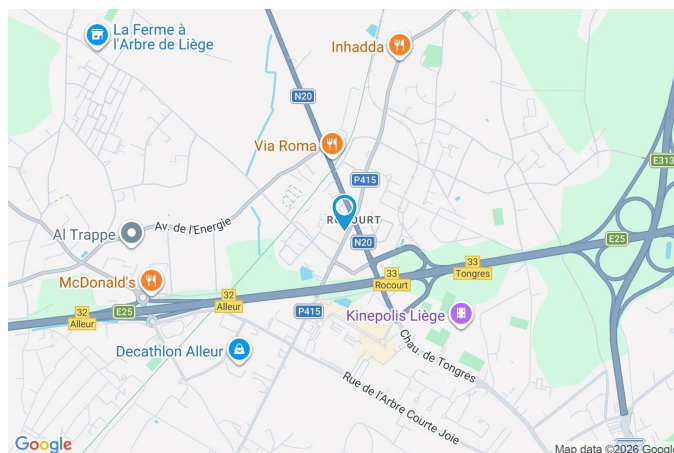 La Ferme à
l'Arbre de Liège
Inhadda
N20
Via Roma
E313
P415
ROCOURT
Al Trappe
Av. de l'Energie
N20
E25
33
Tongres
33
Rocourt
McDonald's
32
Alleur
E25
32
Alleur
P415
Kinepolis Liège
Decathlon Alleur
Chau. de Tongres
Rue de l'Arbre Courte Joie
Google
Map data ©2026 Google